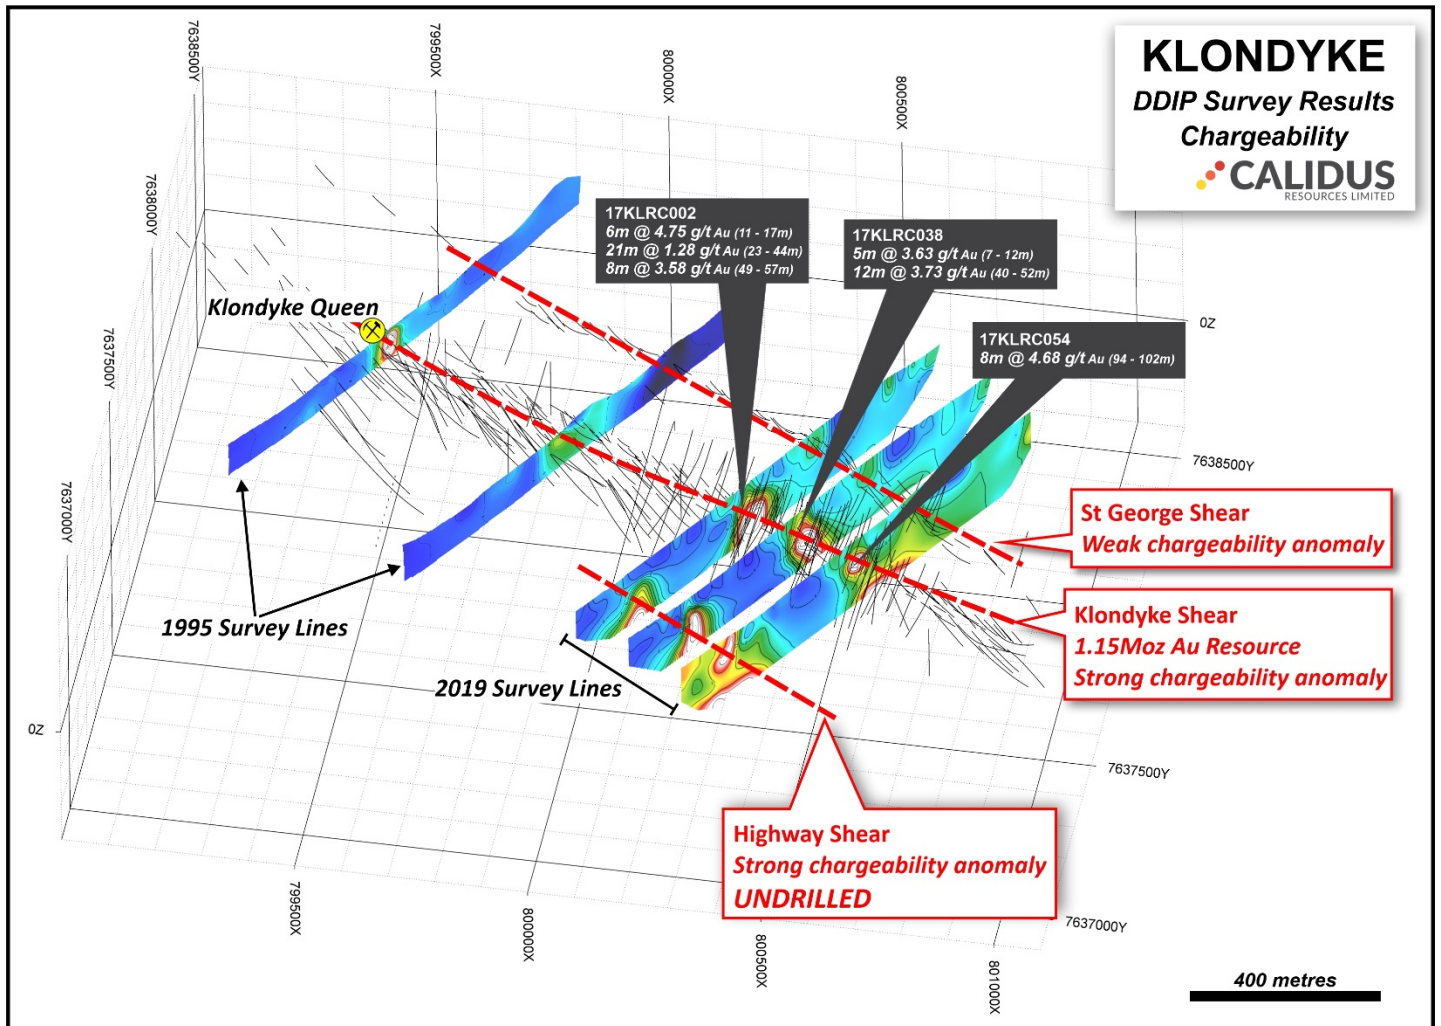 KLONDYKE
DDIP Survey Results
Chargeability
CALIDUS
RESOURCES LIMITED
7638500Y
799500X
800000X
800500X
7638000Y
7637500Y
7637000Y
0Z
0Z
17KLRC002
6m @ 4.75 g/t Au (11 - 17m)
21m @ 1.28 g/t Au (23 - 44m)
8m @ 3.58 g/t Au (49 - 57m)
17KLRC038
5m @ 3.63 g/t Au (7 - 12m)
12m @ 3.73 g/t Au (40 - 52m)
17KLRC054
8m @ 4.68 g/t Au (94 - 102m)
Klondyke Queen
7638500Y
St George Shear
Weak chargeability anomaly
Klondyke Shear
1.15Moz Au Resource
Strong chargeability anomaly
1995 Survey Lines
2019 Survey Lines
7637500Y
Highway Shear
Strong chargeability anomaly
UNDRILLED
7637000Y
799500X
800000X
800500X
801000X
400 metres